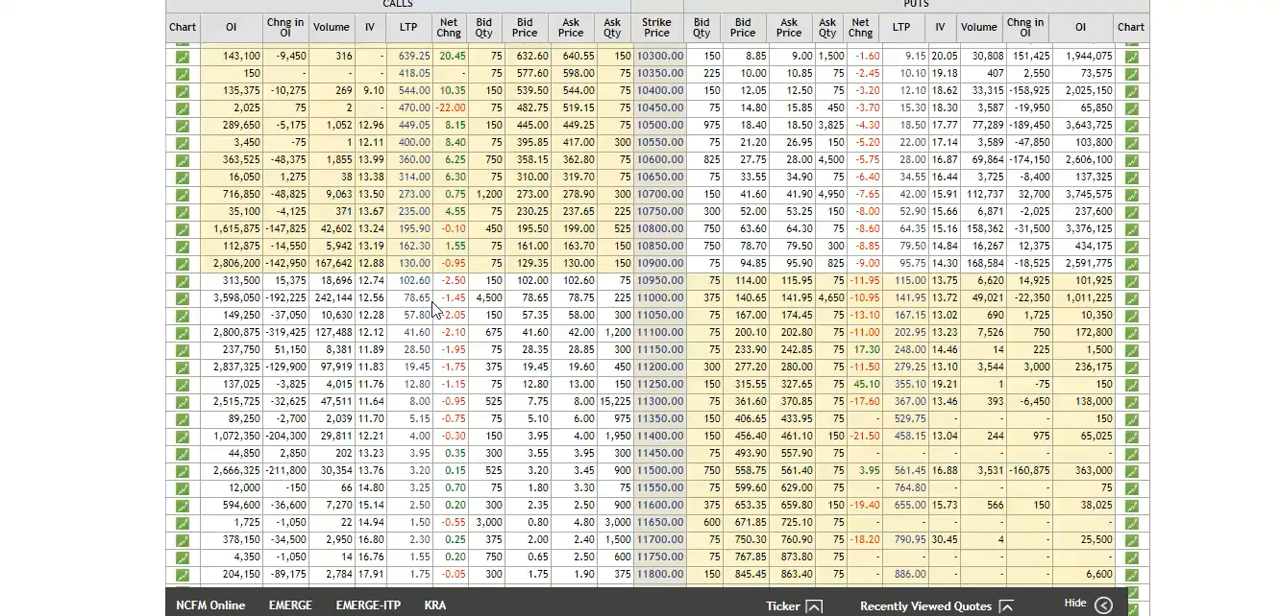 CALLS PUTS
Chart OI Chng in OI Volume IV LTP Net Chng Bid Qty Bid Price Ask Price Ask Qty Strike Price Bid Qty Bid Price Ask Price Ask Qty Net Chng LTP IV Volume Chng in OI OI Chart
143,100 -9,450 316 - 639.25 20.45 75 632.60 640.55 150 10300.00 150 8.85 9.00 1,500 -1.60 9.15 20.05 30,808 151,425 1,944,075
150 - - - 418.05 - 75 577.60 598.00 75 10350.00 225 10.00 10.85 75 -2.45 10.10 19.18 407 2,550 73,575
135,375 -10,275 269 9.10 544.00 10.35 150 539.50 544.00 75 10400.00 150 12.05 12.50 75 -3.20 12.10 18.62 33,315 -158,925 2,025,150
2,025 75 2 - 470.00 -22.00 75 482.75 519.15 75 10450.00 75 14.80 15.85 450 -3.70 15.30 18.30 3,587 -19,950 65,850
289,650 -5,175 1,052 12.96 449.05 8.15 150 445.00 449.25 75 10500.00 975 18.40 18.50 3,825 -4.30 18.50 17.77 77,289 -189,450 3,643,725
3,450 -75 1 12.11 400.00 8.40 75 395.85 417.00 300 10550.00 75 21.20 26.95 150 -5.20 22.00 17.14 3,589 -47,850 103,800
363,525 -48,375 1,855 13.99 360.00 6.25 750 358.15 362.80 75 10600.00 825 27.75 28.00 4,500 -5.75 28.00 16.87 69,864 -174,150 2,606,100
16,050 1,275 38 13.38 314.00 6.30 75 310.00 319.70 75 10650.00 75 33.55 34.90 75 -6.40 34.55 16.44 3,725 -8,400 137,325
716,850 -48,825 9,063 13.50 273.00 0.75 1,200 273.00 278.90 300 10700.00 150 41.60 41.90 4,950 -7.65 42.00 15.91 112,737 32,700 3,745,575
35,100 -4,125 371 13.67 235.00 4.55 75 230.25 237.65 225 10750.00 300 52.00 53.25 150 -8.00 52.90 15.66 6,871 -2,025 237,600
1,615,875 -147,825 42,602 13.24 195.90 -0.10 450 195.50 199.00 525 10800.00 750 63.60 64.30 75 -8.60 64.35 15.16 158,362 -31,500 3,376,125
112,875 -14,550 5,942 13.19 162.30 1.55 75 161.00 163.70 150 10850.00 750 78.70 79.50 300 -8.85 79.50 14.84 16,267 12,375 434,175
2,806,200 -142,950 167,642 12.88 130.00 -0.95 75 129.35 130.00 150 10900.00 75 94.85 95.90 825 -9.00 95.75 14.30 168,584 -18,525 2,591,775
313,500 15,375 18,696 12.74 102.60 -2.50 150 102.00 102.60 75 10950.00 75 114.00 115.95 75 -11.95 115.00 13.75 6,620 14,925 101,925
3,598,050 -192,225 242,144 12.56 78.65 -1.45 4,500 78.65 78.75 225 11000.00 375 140.65 141.95 4,650 -10.95 141.95 13.72 49,021 -22,350 1,011,225
149,250 -37,050 10,630 12.28 57.80 -2.05 150 57.35 58.00 300 11050.00 75 167.00 174.45 75 -13.10 167.15 13.02 690 1,725 10,350
2,800,875 -319,425 127,488 12.12 41.60 -2.10 675 41.60 42.00 1,200 11100.00 75 200.10 202.80 75 -11.00 202.95 13.23 7,526 750 172,800
237,750 51,150 8,381 11.89 28.50 -1.95 75 28.35 28.85 300 11150.00 75 233.90 242.85 75 17.30 248.00 14.46 14 225 1,500
2,837,325 -129,900 97,919 11.83 19.45 -1.75 375 19.45 19.60 450 11200.00 300 277.20 280.00 75 -11.50 279.25 13.10 3,544 3,000 236,175
137,025 -3,825 4,015 11.76 12.80 -1.15 75 12.80 13.00 150 11250.00 150 315.55 327.65 75 45.10 355.10 19.21 1 -75 150
2,515,725 -32,625 47,511 11.64 8.00 -0.95 525 7.75 8.00 15,225 11300.00 75 361.60 370.85 75 -17.60 367.00 13.46 393 -6,450 138,000
89,250 -2,700 2,039 11.70 5.15 -0.75 75 5.10 6.00 975 11350.00 150 406.65 433.95 75 - 529.75 - - - 150
1,072,350 -204,300 29,811 12.21 4.00 -0.30 150 3.95 4.00 1,950 11400.00 150 456.40 461.10 150 -21.50 458.15 13.04 244 975 65,025
44,850 2,850 202 13.23 3.95 0.35 300 3.55 3.95 300 11450.00 75 493.90 557.90 75 - - - - - -
2,666,325 -211,800 30,354 13.76 3.20 0.15 525 3.20 3.45 900 11500.00 750 558.75 561.40 75 3.95 561.45 16.88 3,531 -160,875 363,000
12,000 -150 66 14.80 3.25 0.70 75 1.80 3.30 75 11550.00 75 599.60 629.00 75 - 764.80 - - - 75
594,600 -36,600 7,270 15.14 2.50 0.20 300 2.35 2.50 900 11600.00 375 653.35 659.80 150 -19.40 655.00 15.73 566 150 38,025
1,725 -1,050 22 14.94 1.50 -0.55 3,000 0.80 4.80 3,000 11650.00 600 671.85 725.10 75 - - - - - -
378,150 -34,500 2,950 16.80 2.30 0.25 375 2.00 2.40 1,500 11700.00 75 750.30 760.90 75 -18.20 790.95 30.45 4 - 25,500
4,350 -1,050 14 16.76 1.55 0.20 750 0.65 2.50 600 11750.00 75 767.85 873.80 75 - - - - - -
204,150 -89,175 2,784 17.91 1.75 -0.05 300 1.75 1.90 375 11800.00 150 845.45 863.40 75 - 886.00 - - - 6,600
NCFM Online EMERGE EMERGE-ITP KRA Ticker Recently Viewed Quotes Hide